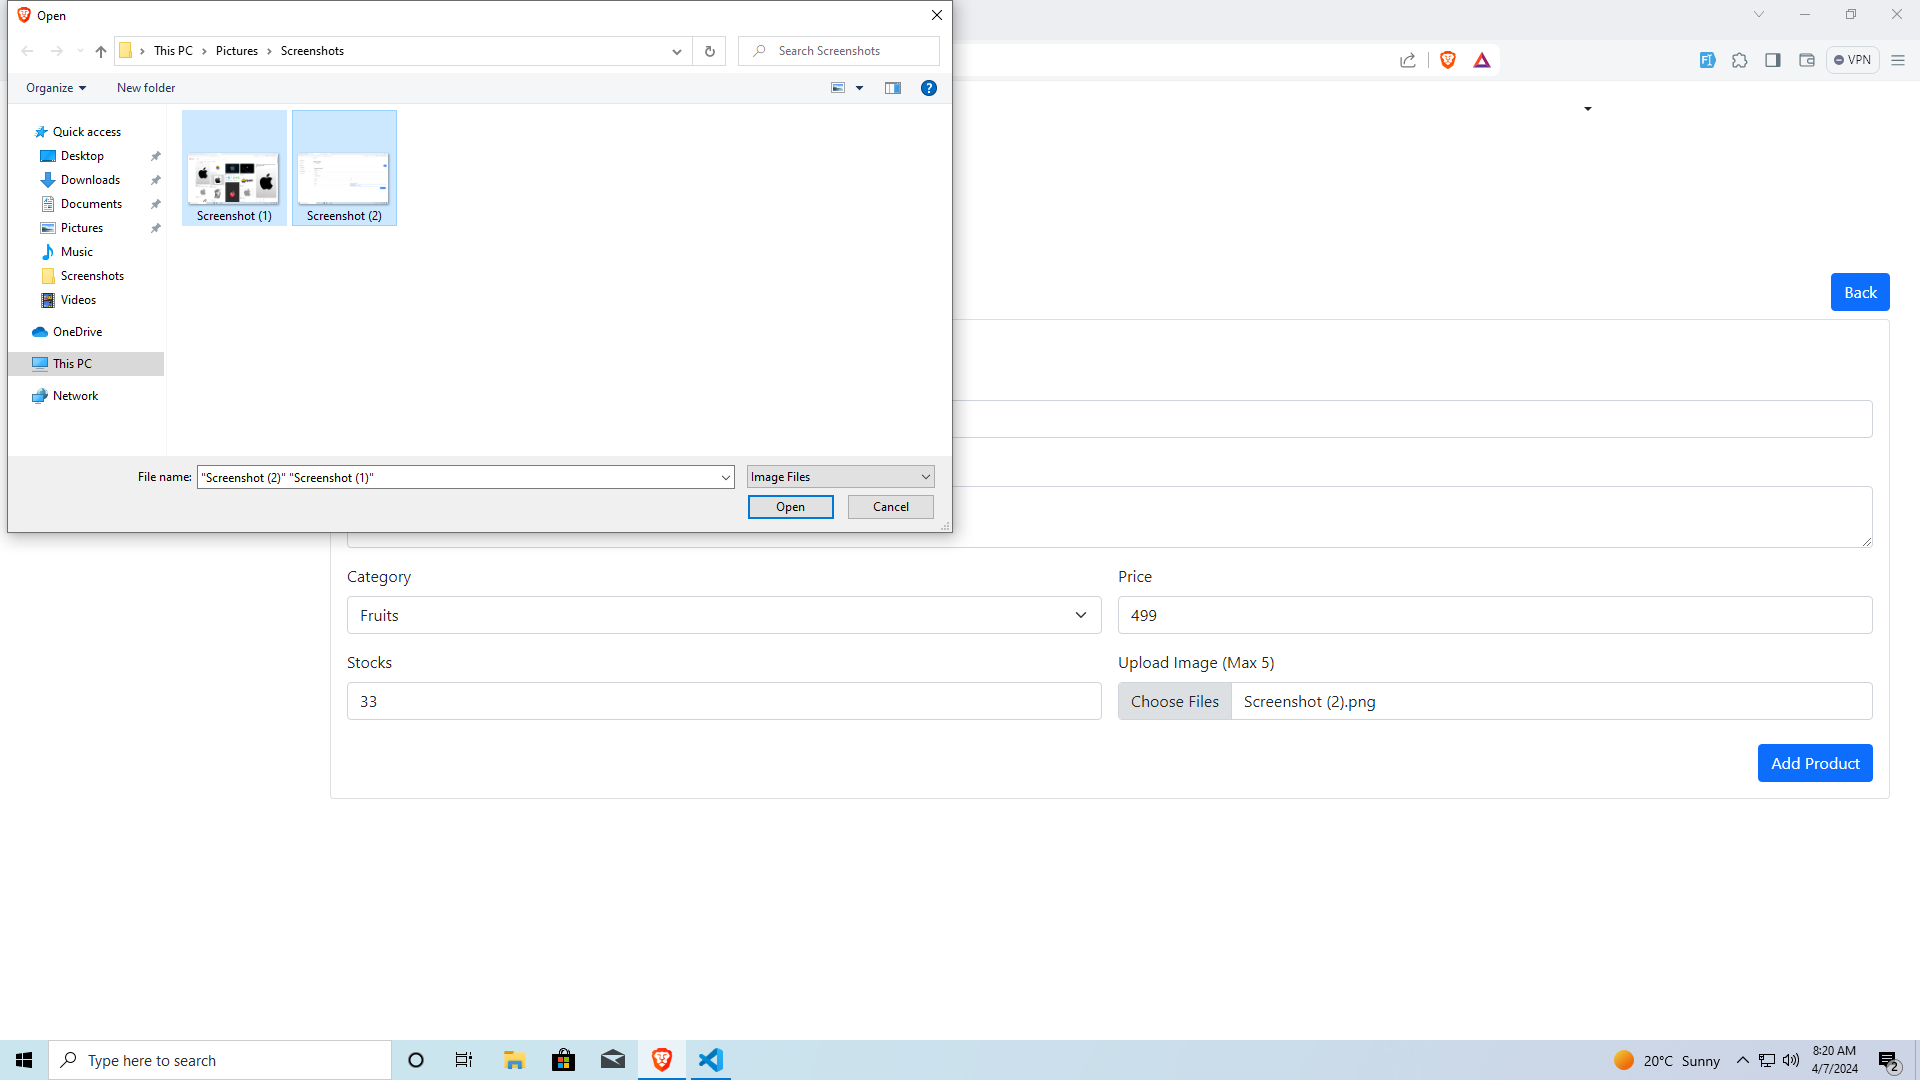 Open
This PC
Pictures
Screenshots
Search Screenshots
VPN
Organize
New folder
Quick access
Desktop
Downloads
Documents
Pictures
Music
Screenshots
Videos
OneDrive
This PC
Network
Screenshot (1)
Screenshot (2)
Back
File name:
"Screenshot (2)" "Screenshot (1)"
Image Files
Open
Cancel
Category
Price
Fruits
499
Stocks
Upload Image (Max 5)
33
Choose Files
Screenshot (2).png
Add Product
Type here to search
20°C Sunny
8:20 AM
4/7/2024
2